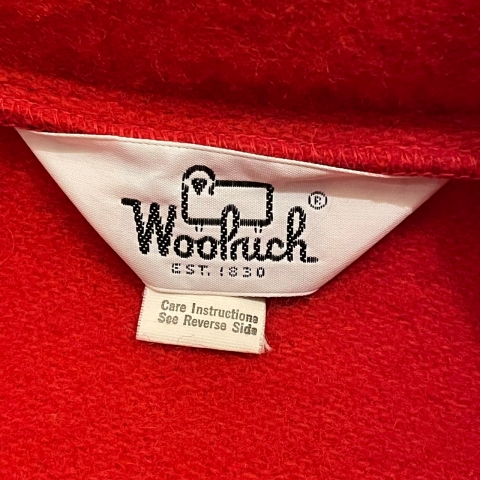 Woolrich ®
EST. 1830
Care Instructions
See Reverse Side